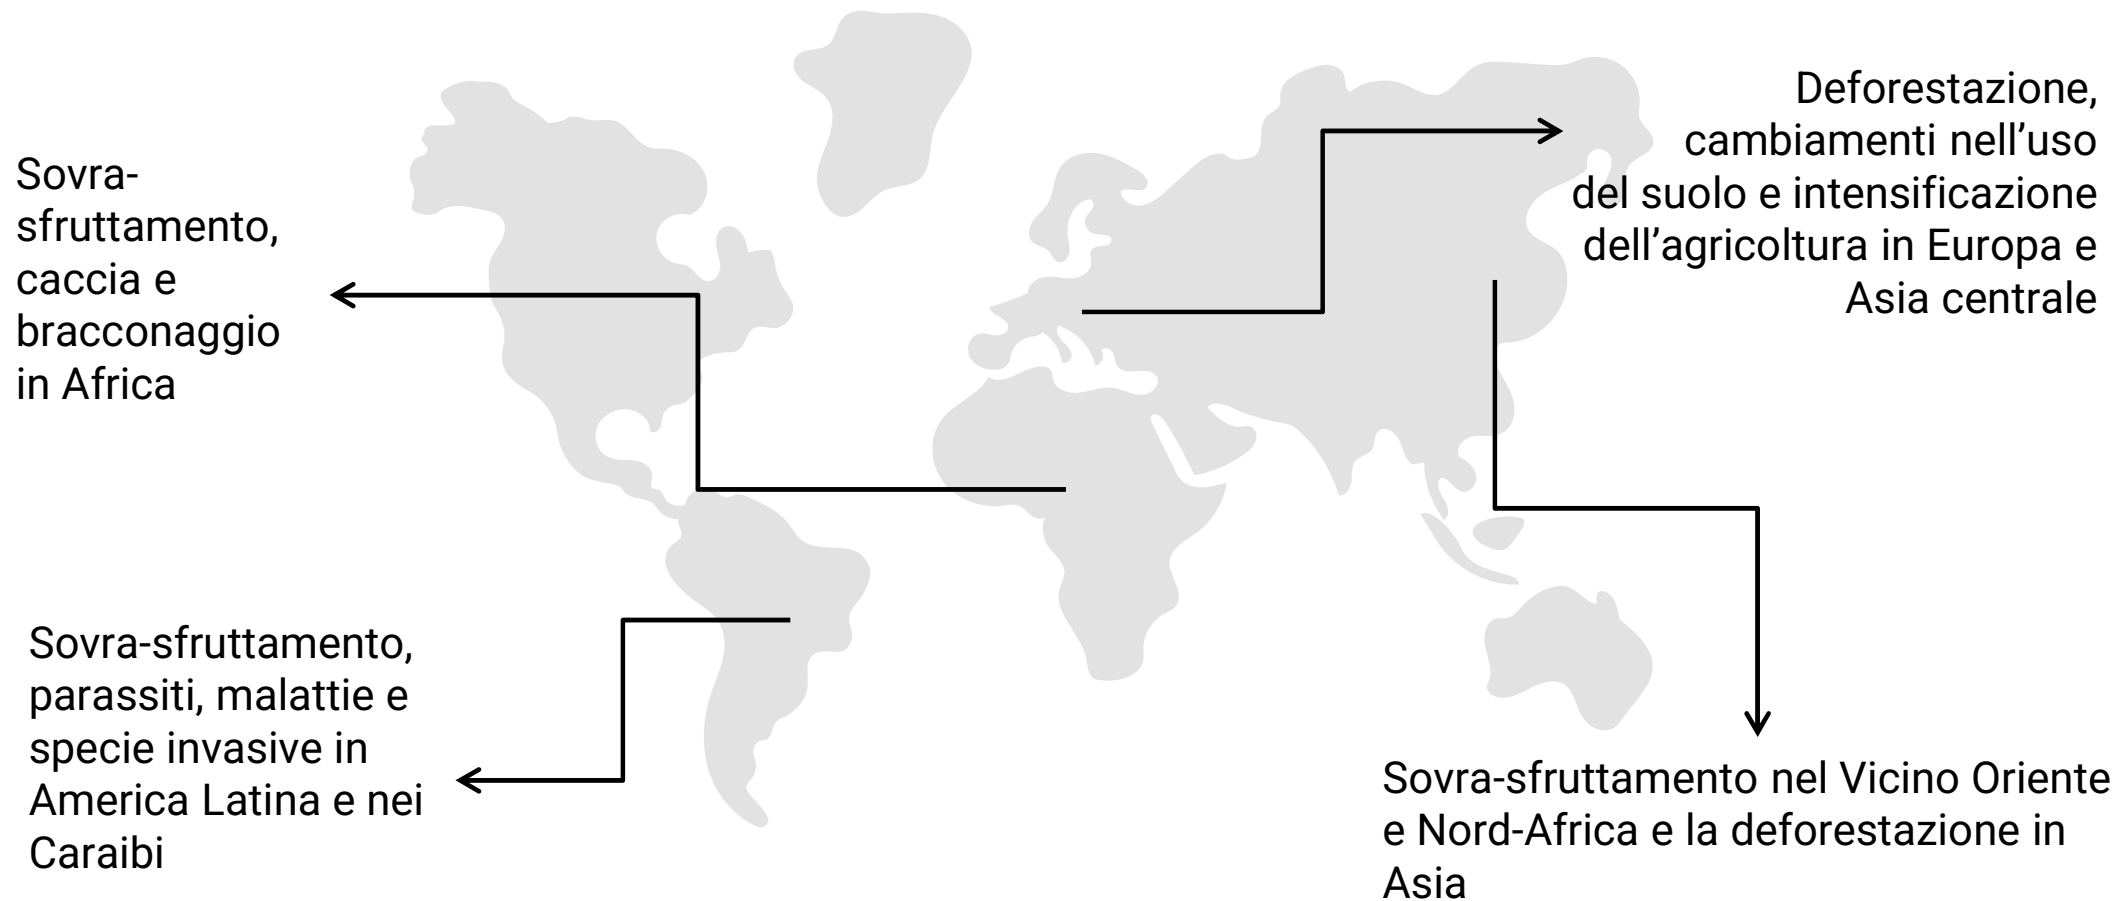 Sovra-
sfruttamento,
caccia e
bracconaggio
in Africa
Deforestazione,
cambiamenti nell’uso
del suolo e intensificazione
dell’agricoltura in Europa e
Asia centrale
Sovra-sfruttamento,
parassiti, malattie e
specie invasive in
America Latina e nei
Caraibi
Sovra-sfruttamento nel Vicino Oriente
e Nord-Africa e la deforestazione in
Asia